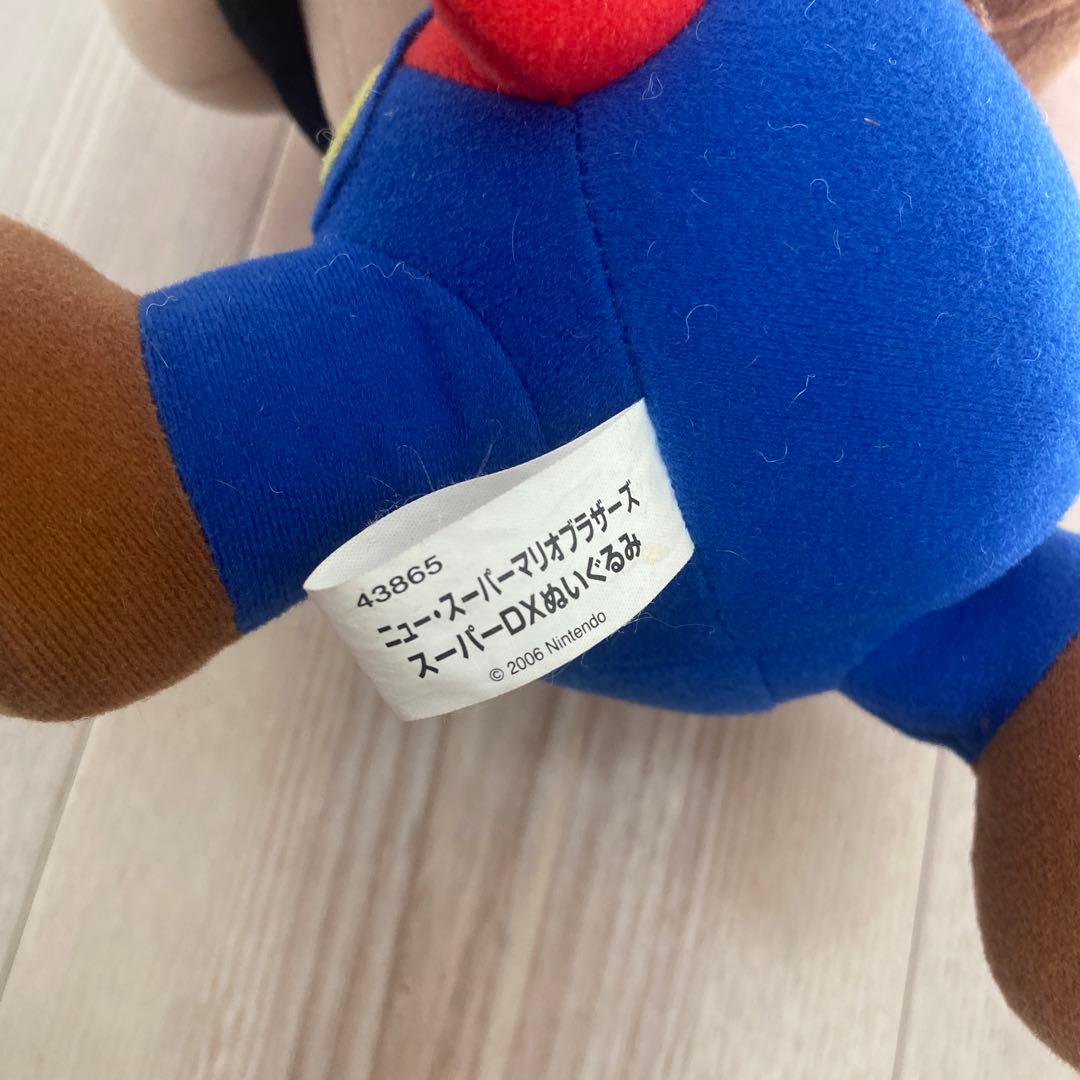 43865
ニュー・スーパーマリオブラザーズ
スーパーDXぬいぐるみ
© 2006 Nintendo